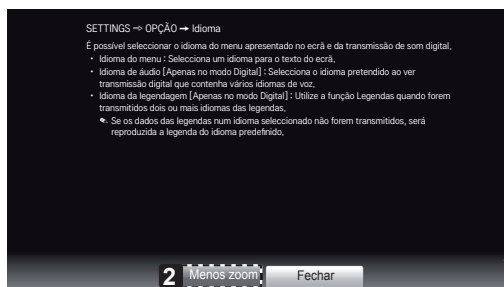 SETTINGS ⇨ OPÇÃO → Idioma
É possível seleccionar o idioma do menu apresentado no ecrã e da transmissão de som digital.
• Idioma do menu : Selecciona um idioma para o texto do ecrã.
• Idioma de áudio [Apenas no modo Digital] : Selecciona o idioma pretendido ao ver
transmissão digital que contenha vários idiomas de voz.
• Idioma da legendagem [Apenas no modo Digital] : Utilize a função Legendas quando forem
transmitidos dois ou mais idiomas das legendas.
✎ Se os dados das legendas num idioma seleccionado não forem transmitidos, será
reproduzida a legenda do idioma predefinido.
2 Menos zoom Fechar